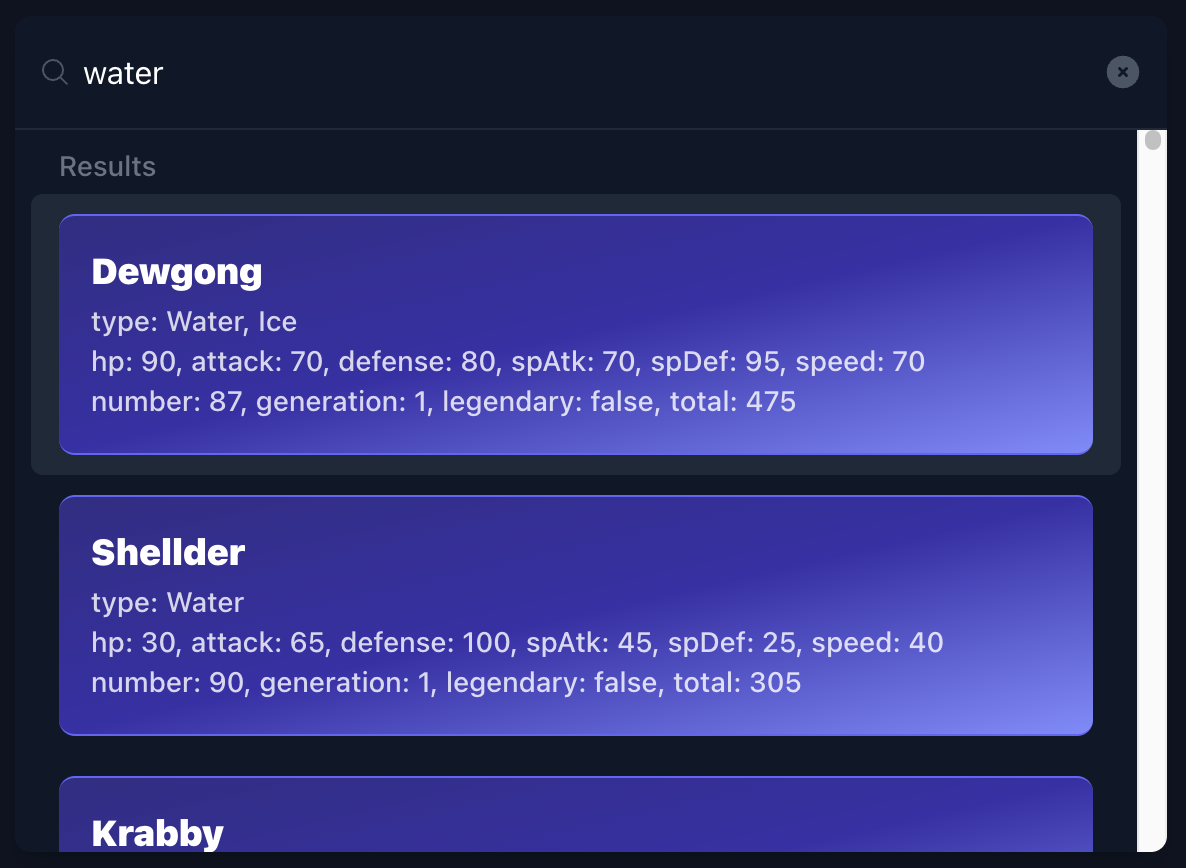 water
Results
Dewgong
type: Water, Ice
hp: 90, attack: 70, defense: 80, spAtk: 70, spDef: 95, speed: 70
number: 87, generation: 1, legendary: false, total: 475
Shellder
type: Water
hp: 30, attack: 65, defense: 100, spAtk: 45, spDef: 25, speed: 40
number: 90, generation: 1, legendary: false, total: 305
Krabby